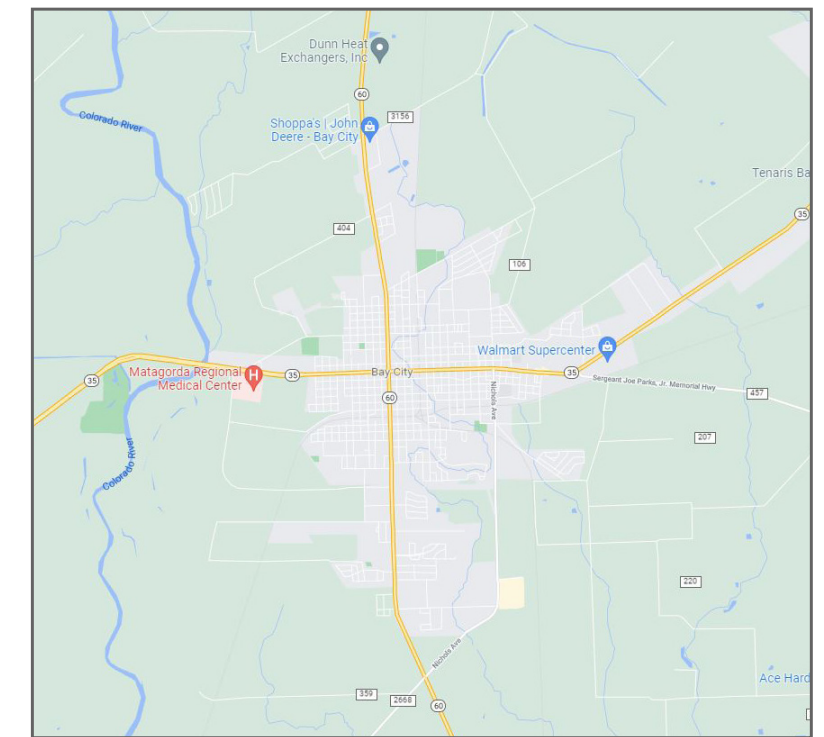 Dunn Heat
Exchangers, Inc
60
3156
Colorado River
Shoppa's | John
Deere - Bay City
Tenaris Ba
35
404
106
Walmart Supercenter
Matagorda Regional
Medical Center
35
35
Bay City
35
Sergeant Joe Parks, Jr. Memorial Hwy
457
60
Nichols Ave
207
Colorado River
220
Nichols Ave
Ace Hard
359
2668
60